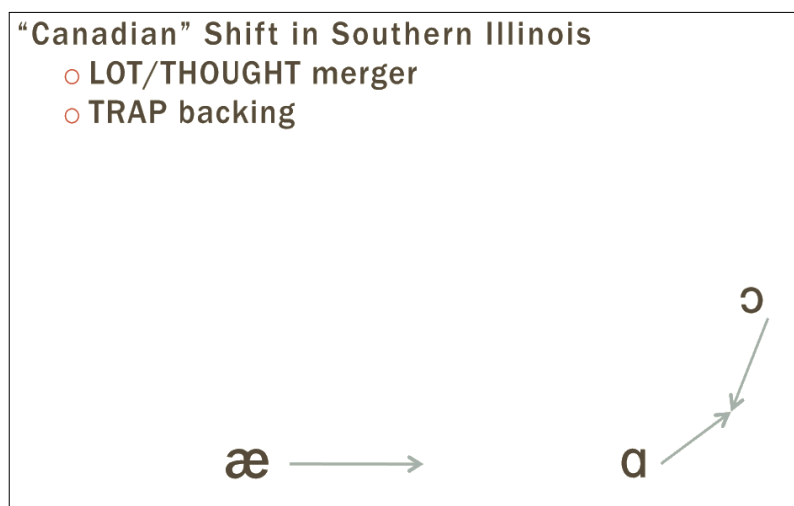 “Canadian” Shift in Southern Illinois
○ LOT/THOUGHT merger
○ TRAP backing
ɔ
æ
ɑ